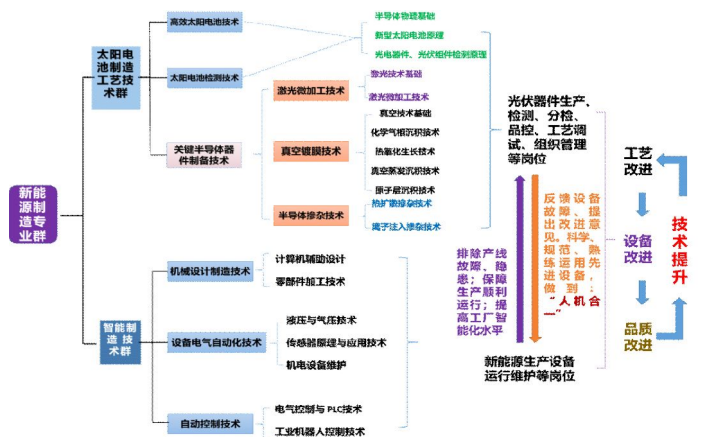 新能
源制
造专
业群
太阳电
池制造
工艺技
术群
高效太阳电池技术
半导体物理基础
新型太阳电池原理
光电器件、光伏组件检测原理
太阳电池检测技术
关键半导体器
件制备技术
激光微加工技术
激光技术基础
激光微加工技术
真空镀膜技术
真空技术基础
化学气相沉积技术
热氧化生长技术
真空蒸发沉积技术
原子层沉积技术
半导体掺杂技术
热扩散掺杂技术
离子注入掺杂技术
智能制
造 技
术群
机械设计制造技术
计算机辅助设计
零部件加工技术
设备电气自动化技术
液压与气压技术
传感器原理与应用技术
机电设备维护
自动控制技术
电气控制与 PLC技术
工业机器人控制技术
光伏器件生产、
检测、分检、
品控、工艺调
试、组织管理
等岗位
排除产线
故障、隐
患；保障
生产顺利
运行；提
高工厂智
能化水平
反馈设备
故障、提
出改进意
见。科学、
规范、熟
练运用先
进设备，
做到：
“人机合
一”
新能源生产设备
运行维护等岗位
工艺
改进
设备
改进
品质
改进
技术
提升